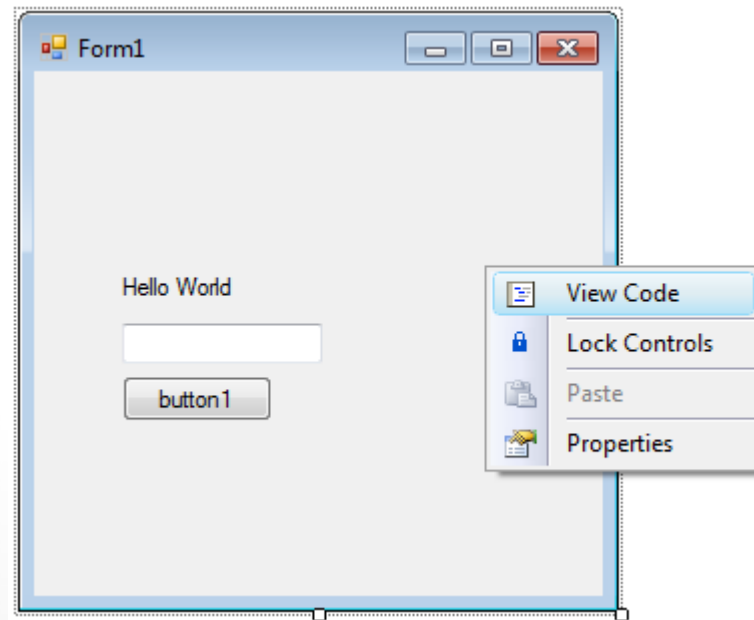 Form1
Hello World
button1
View Code
Lock Controls
Paste
Properties